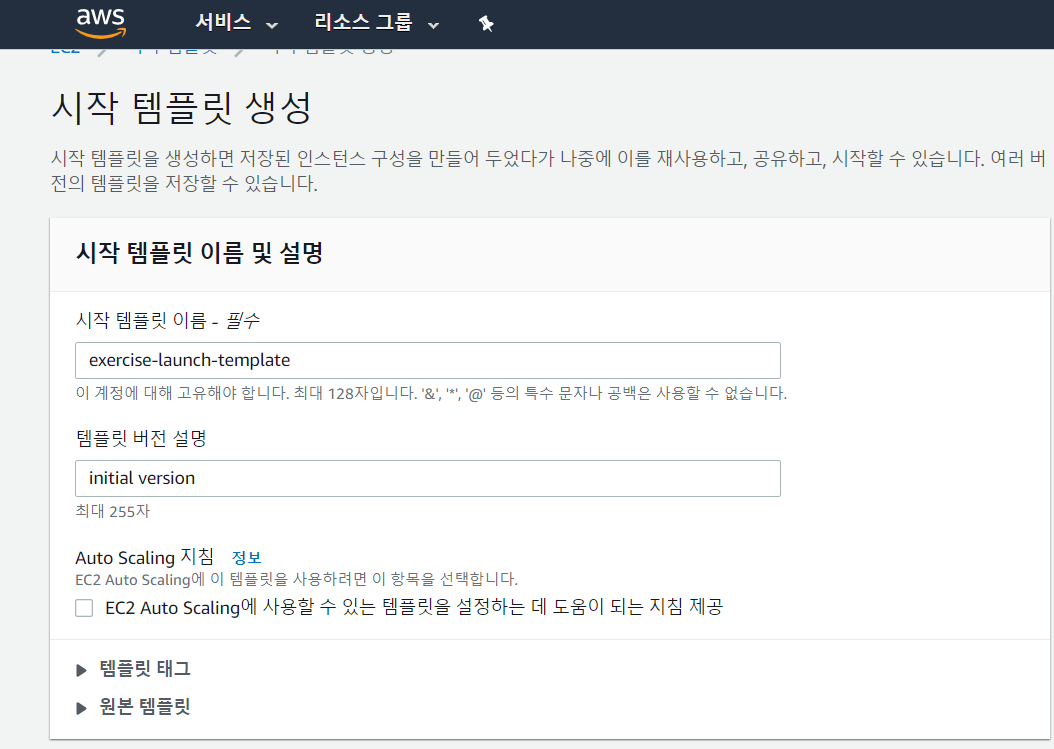 aws 서비스 리소스 그룹
시작 템플릿 생성
시작 템플릿을 생성하면 저장된 인스턴스 구성을 만들어 두었다가 나중에 이를 재사용하고, 공유하고, 시작할 수 있습니다. 여러 버
전의 템플릿을 저장할 수 있습니다.
시작 템플릿 이름 및 설명
시작 템플릿 이름 - 필수
exercise-launch-template
이 계정에 대해 고유해야 합니다. 최대 128자입니다. '&', '*', '@' 등의 특수 문자나 공백은 사용할 수 없습니다.
템플릿 버전 설명
initial version
최대 255자
Auto Scaling 지침 정보
EC2 Auto Scaling에 이 템플릿을 사용하려면 이 항목을 선택합니다.
EC2 Auto Scaling에 사용할 수 있는 템플릿을 설정하는 데 도움이 되는 지침 제공
템플릿 태그
원본 템플릿